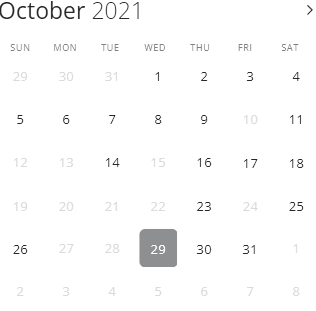 October 2021
SUN MON TUE WED THU FRI SAT
29 30 31 1 2 3 4
5 6 7 8 9 10 11
12 13 14 15 16 17 18
19 20 21 22 23 24 25
26 27 28 29 30 31 1
2 3 4 5 6 7 8